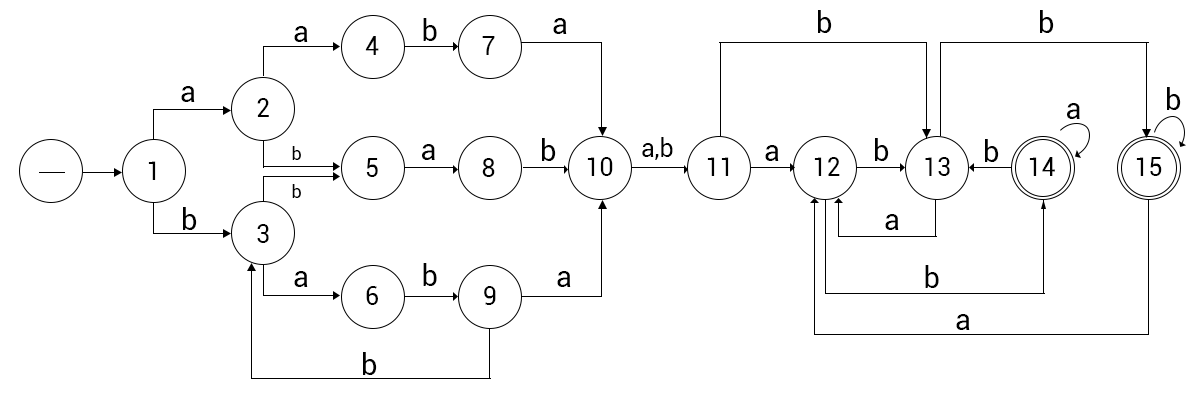 b b
a 4 b 7 a
a 2 a b
— 1 b 5 a 8 b 10 a,b 11 a 12 b 13 b 14 15
b
b 3 a
a 6 b 9 a b
a
b